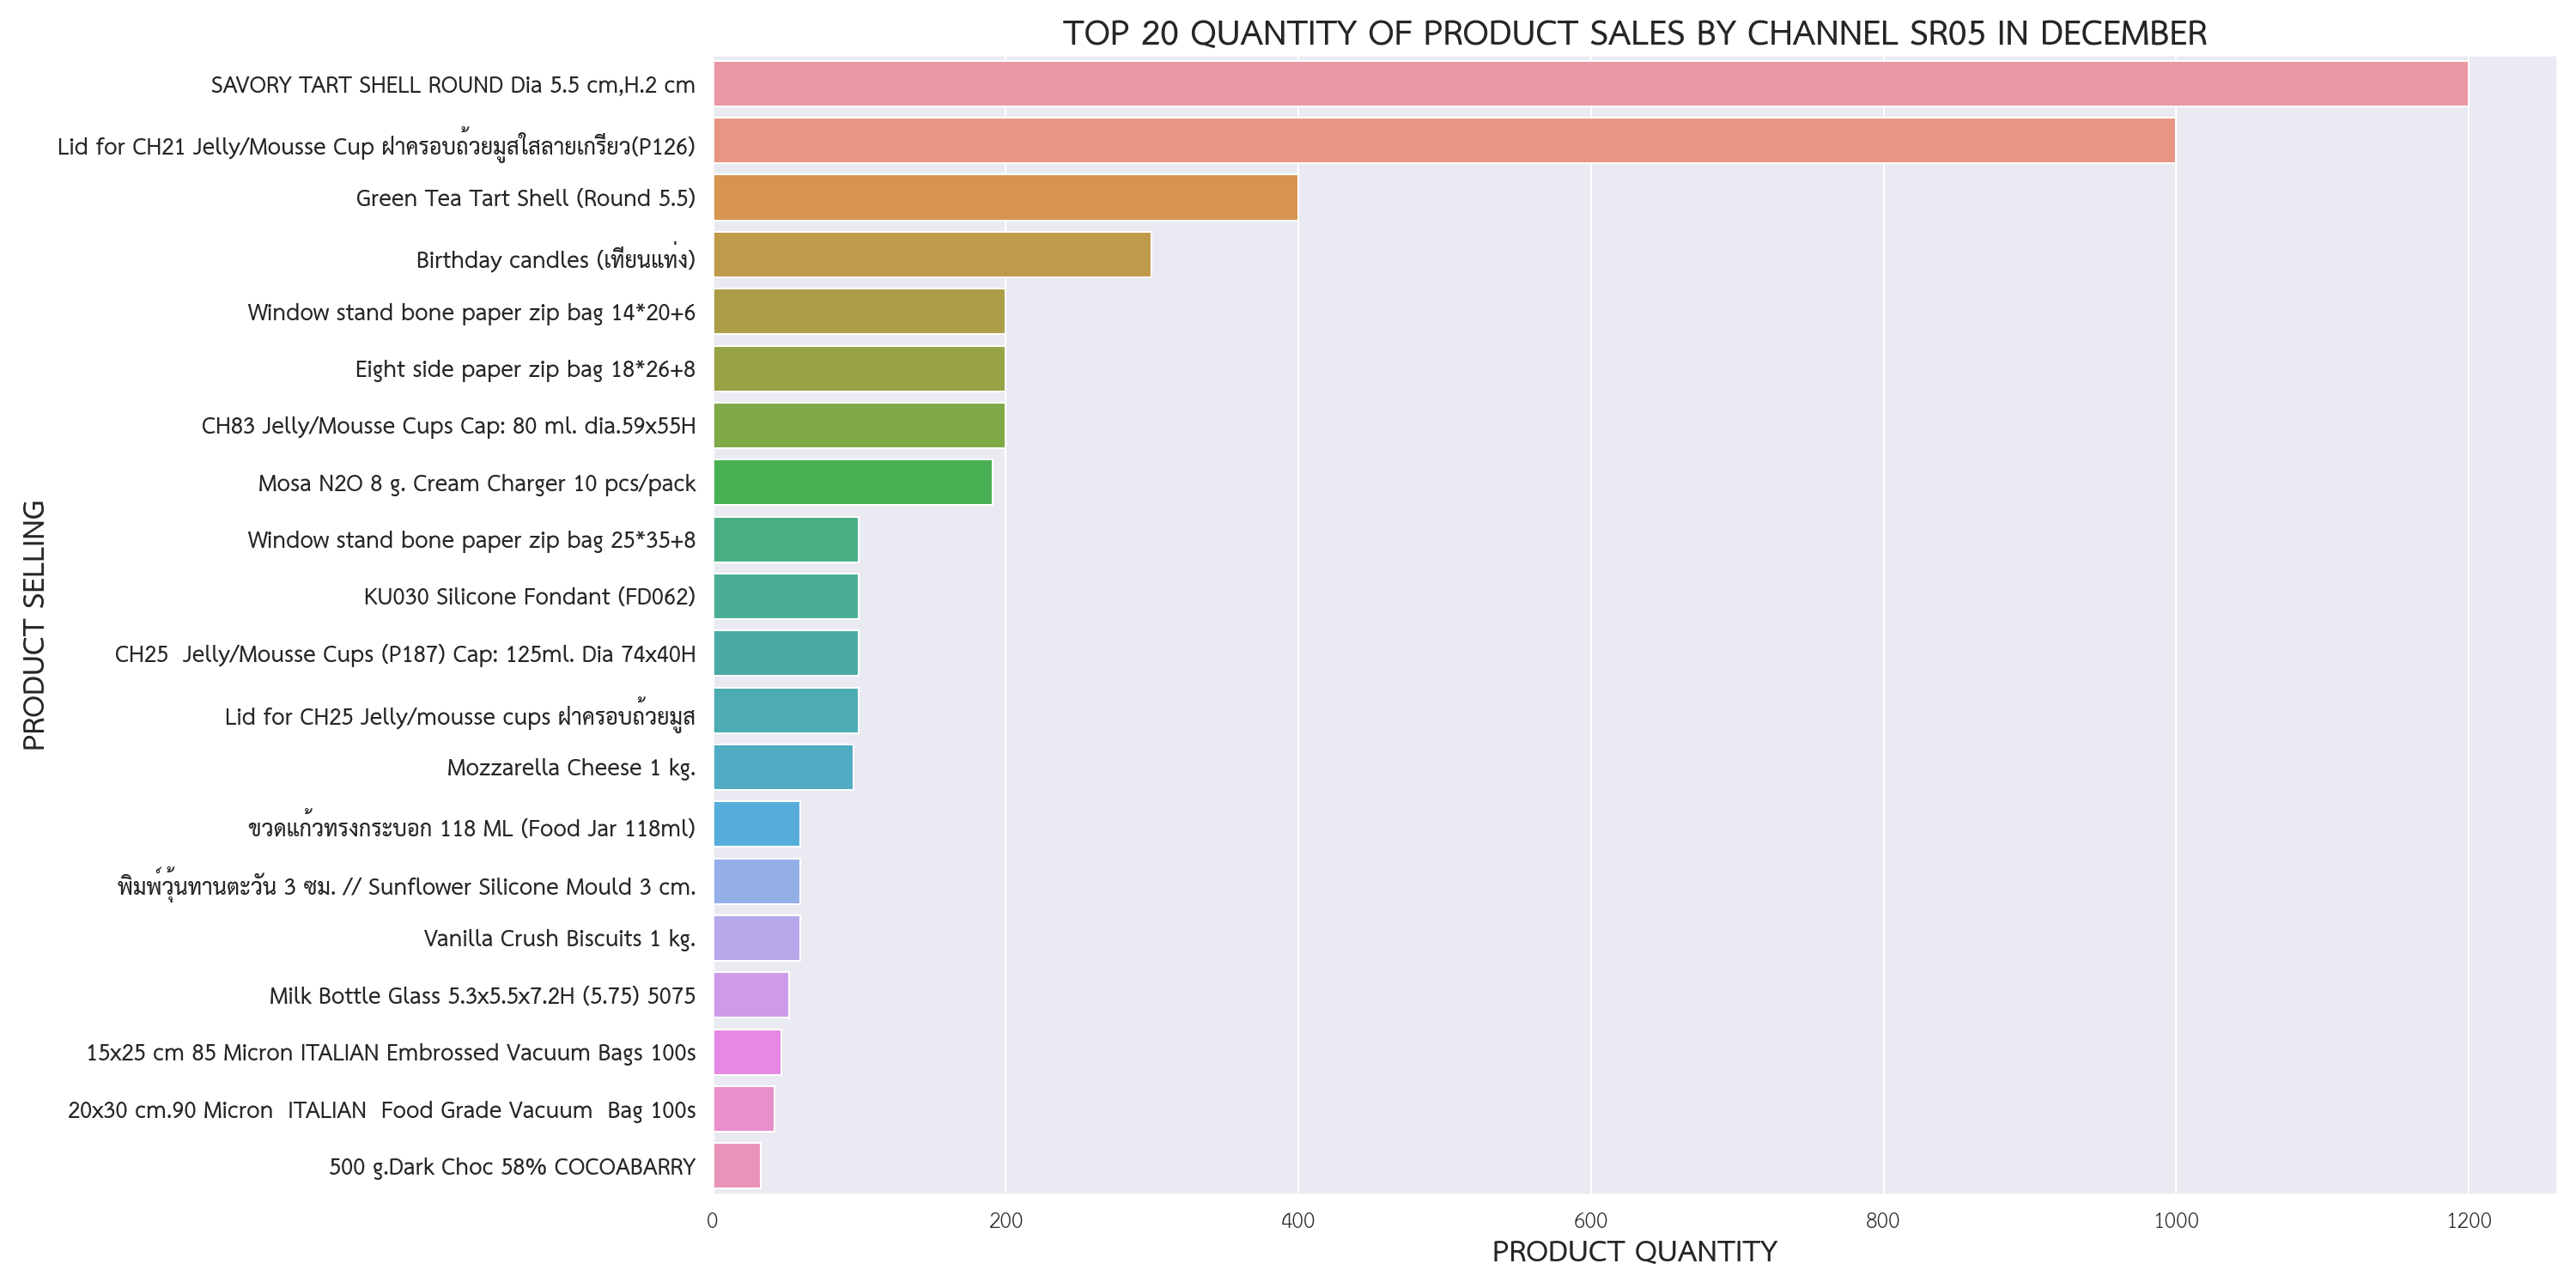 TOP 20 QUANTITY OF PRODUCT SALES BY CHANNEL SR05 IN DECEMBER
PRODUCT SELLING
SAVORY TART SHELL ROUND Dia 5.5 cm,H.2 cm
Lid for CH21 Jelly/Mousse Cup ฝาครอบถ้วยมูสใสลายเกรียว(P126)
Green Tea Tart Shell (Round 5.5)
Birthday candles (เทียนแท่ง)
Window stand bone paper zip bag 14*20+6
Eight side paper zip bag 18*26+8
CH83 Jelly/Mousse Cups Cap: 80 ml. dia.59x55H
Mosa N2O 8 g. Cream Charger 10 pcs/pack
Window stand bone paper zip bag 25*35+8
KU030 Silicone Fondant (FD062)
CH25  Jelly/Mousse Cups (P187) Cap: 125ml. Dia 74x40H
Lid for CH25 Jelly/mousse cups ฝาครอบถ้วยมูส
Mozzarella Cheese 1 kg.
ขวดแก้วทรงกระบอก 118 ML (Food Jar 118ml)
พิมพ์วุ้นทานตะวัน 3 ซม. // Sunflower Silicone Mould 3 cm.
Vanilla Crush Biscuits 1 kg.
Milk Bottle Glass 5.3x5.5x7.2H (5.75) 5075
15x25 cm 85 Micron ITALIAN Embrossed Vacuum Bags 100s
20x30 cm.90 Micron  ITALIAN  Food Grade Vacuum  Bag 100s
500 g.Dark Choc 58% COCOABARRY
0 200 400 600 800 1000 1200
PRODUCT QUANTITY